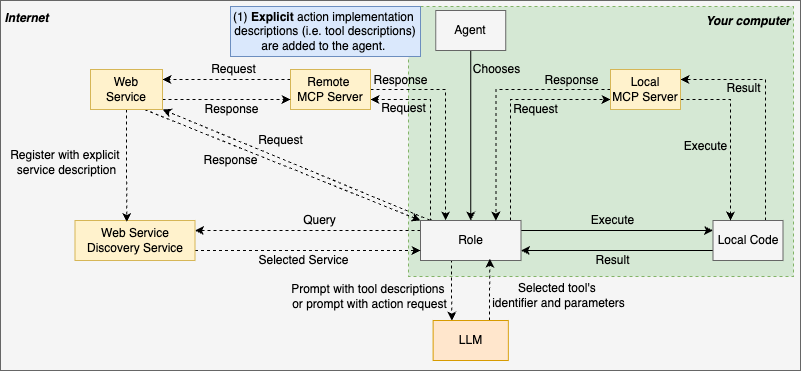 Internet
(1) Explicit action implementation
descriptions (i.e. tool descriptions)
are added to the agent.
Agent
Your computer
Chooses
Web
Service
Request
Response
Remote
MCP Server
Response
Request
Response
Request
Local
MCP Server
Result
Execute
Request
Response
Register with explicit
service description
Web Service
Discovery Service
Query
Selected Service
Role
Execute
Result
Local Code
Prompt with tool descriptions
or prompt with action request
Selected tool's
identifier and parameters
LLM